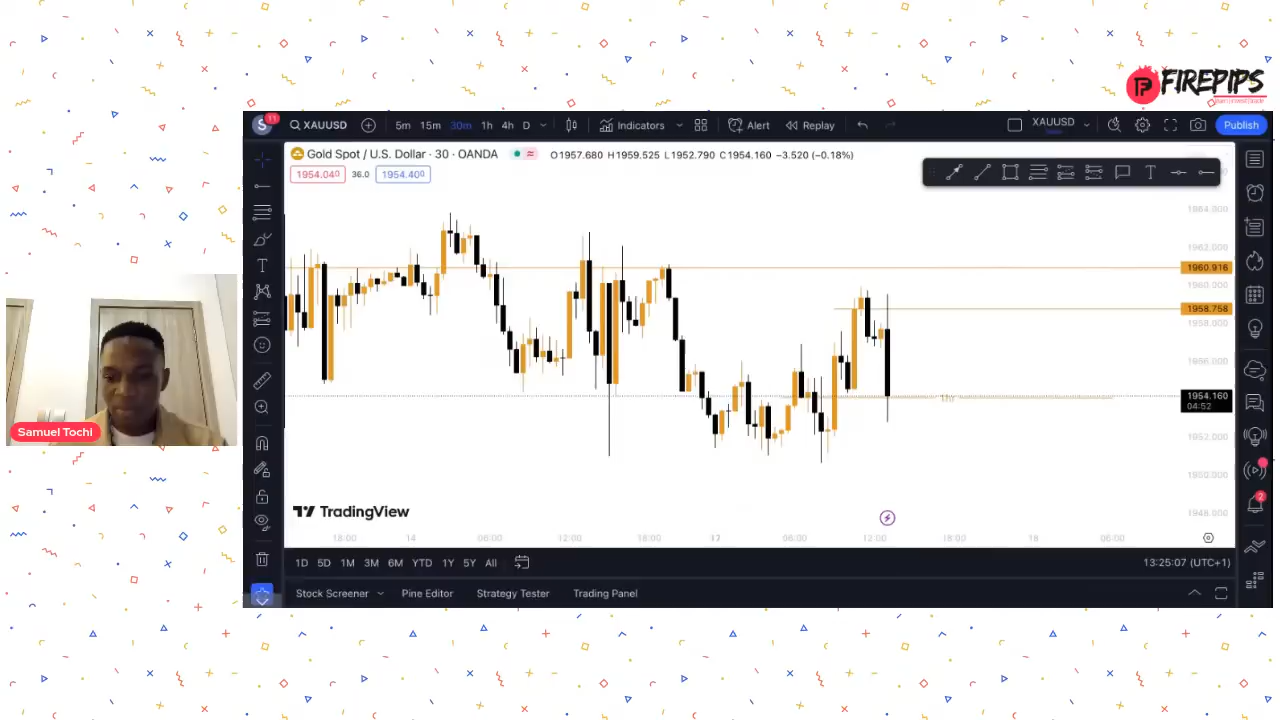 FIREPIPS
S
11
XAUUSD
5m 15m 30m 1h 4h D
Indicators
Alert
Replay
XAUUSD
Publish
Gold Spot / U.S. Dollar · 30 · OANDA
O1957.680 H1959.525 L1952.790 C1954.160 −3.520 (−0.18%)
1954.040
36.0
1954.400
1964.000
1962.000
1960.916
1960.000
1958.758
1958.000
1956.000
1954.160
04:52
1952.000
1950.000
1948.000
1hr
Samuel Tochi
TradingView
18:00 14 06:00 12:00 18:00 17 06:00 12:00 18:00 18 06:00
2
1D 5D 1M 3M 6M YTD 1Y 5Y All
13:25:07 (UTC+1)
Stock Screener
Pine Editor
Strategy Tester
Trading Panel